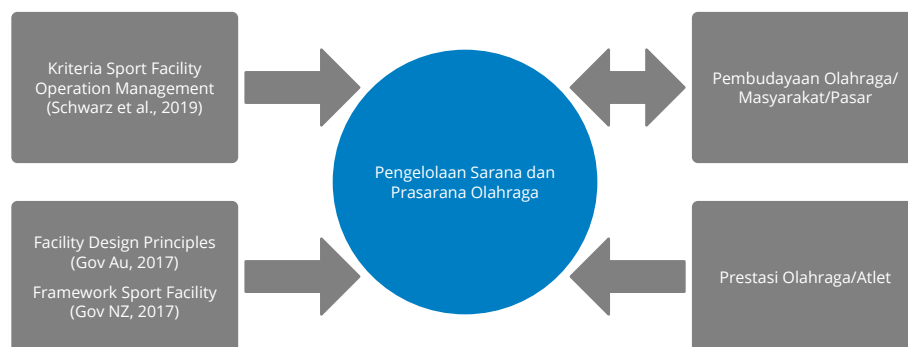 Kriteria Sport Facility
Operation Management
(Schwarz et al., 2019)
Pembudayaan Olahraga/
Masyarakat/Pasar
Pengelolaan Sarana dan
Prasarana Olahraga
Facility Design Principles
(Gov Au, 2017)
Framework Sport Facility
(Gov NZ, 2017)
Prestasi Olahraga/Atlet